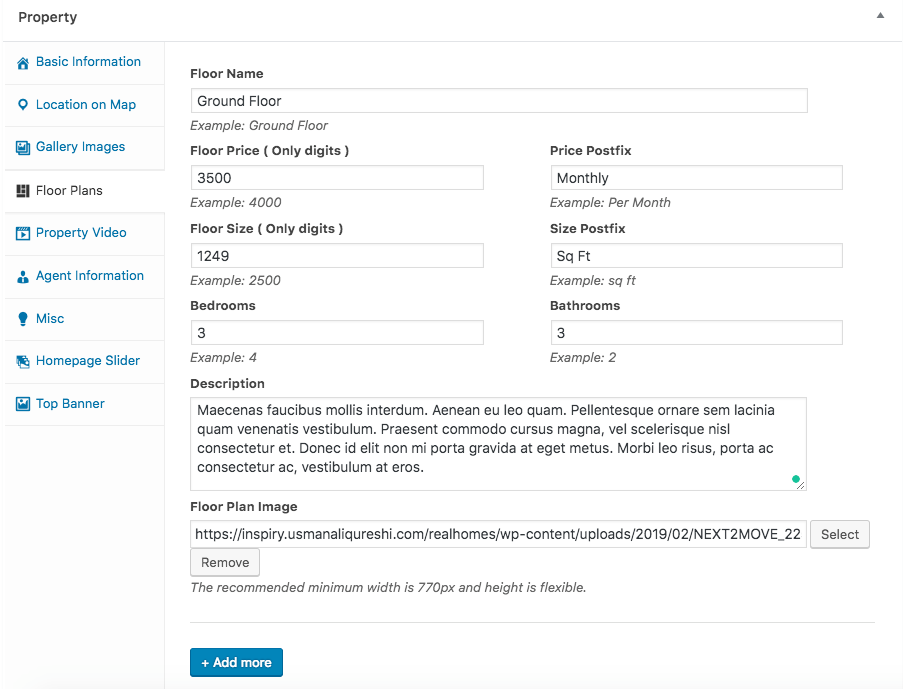 Property
Basic Information
Location on Map
Gallery Images
Floor Plans
Property Video
Agent Information
Misc
Homepage Slider
Top Banner
Floor Name
Ground Floor
Example: Ground Floor
Floor Price ( Only digits )
3500
Example: 4000
Price Postfix
Monthly
Example: Per Month
Floor Size ( Only digits )
1249
Example: 2500
Size Postfix
Sq Ft
Example: sq ft
Bedrooms
3
Example: 4
Bathrooms
3
Example: 2
Description
Maecenas faucibus mollis interdum. Aenean eu leo quam. Pellentesque ornare sem lacinia
quam venenatis vestibulum. Praesent commodo cursus magna, vel scelerisque nisl
consectetur et. Donec id elit non mi porta gravida at eget metus. Morbi leo risus, porta ac
consectetur ac, vestibulum at eros.
Floor Plan Image
https://inspiry.usmanaliqureshi.com/realhomes/wp-content/uploads/2019/02/NEXT2MOVE_22
Select
Remove
The recommended minimum width is 770px and height is flexible.
+ Add more